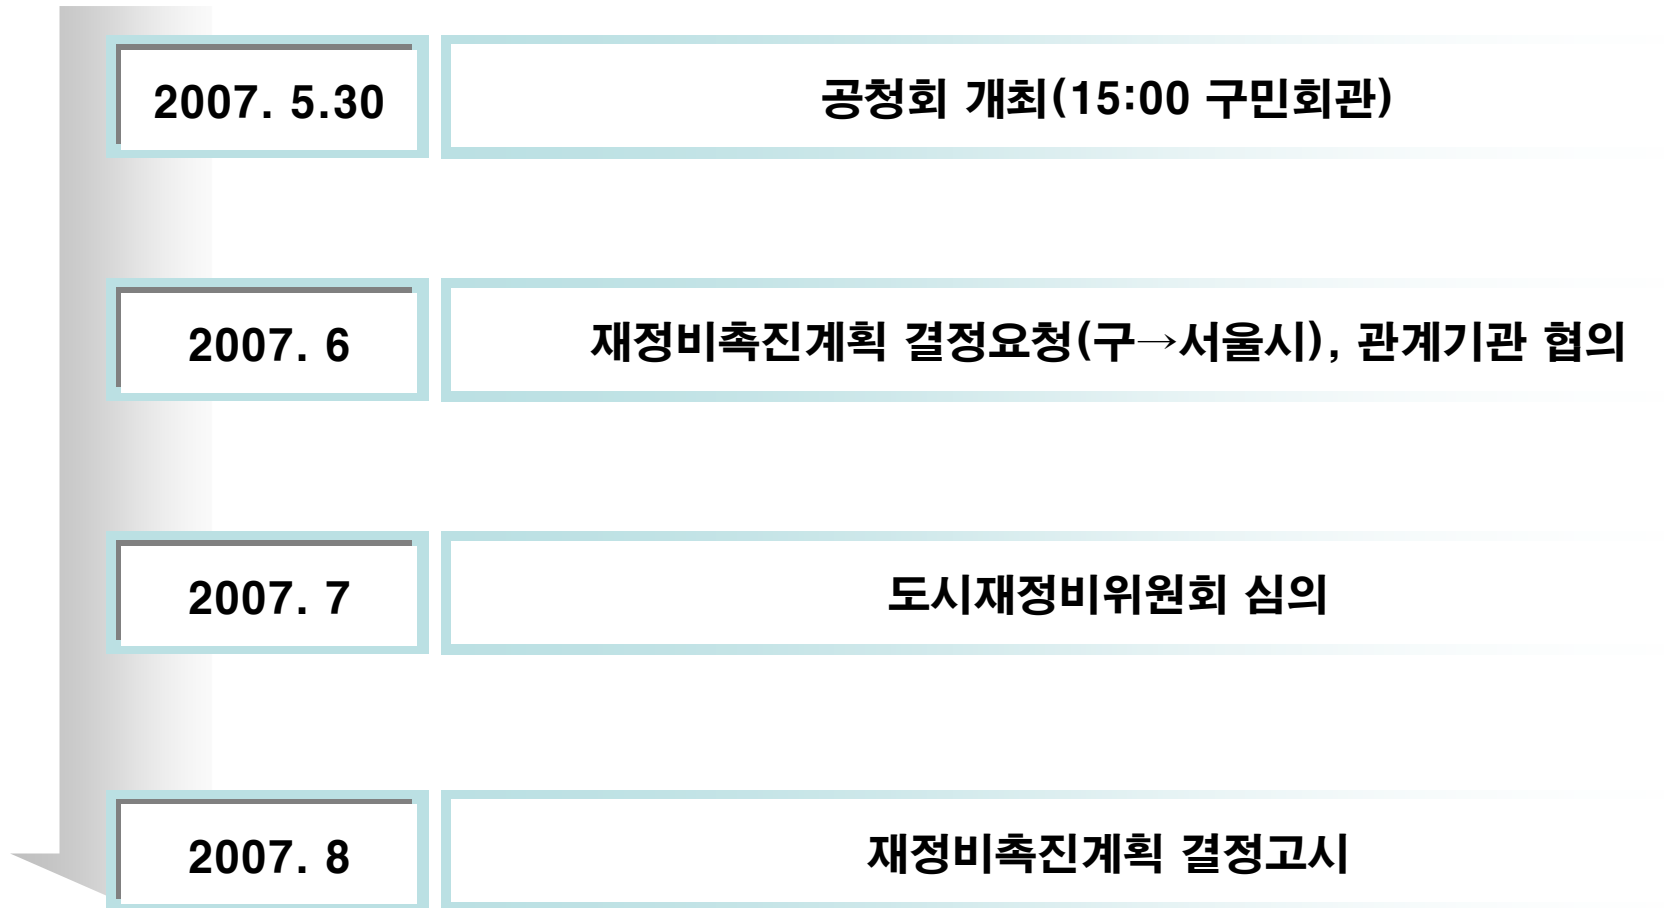 2007. 5.30 공청회 개최(15:00 구민회관)
2007. 6 재정비촉진계획 결정요청(구→서울시), 관계기관 협의
2007. 7 도시재정비위원회 심의
2007. 8 재정비촉진계획 결정고시